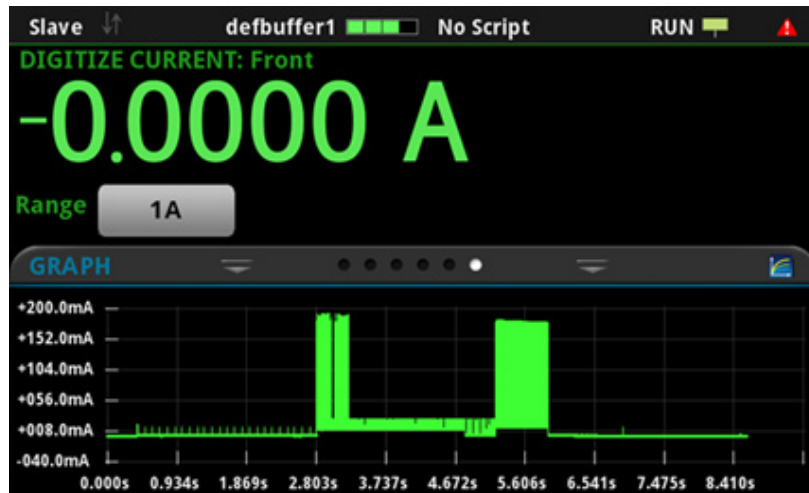 Slave defbuffer1 No Script RUN
DIGITIZE CURRENT: Front
-0.0000 A
Range 1A
GRAPH
+200.0mA
+152.0mA
+104.0mA
+056.0mA
+008.0mA
-040.0mA
0.000s 0.934s 1.869s 2.803s 3.737s 4.672s 5.606s 6.541s 7.475s 8.410s